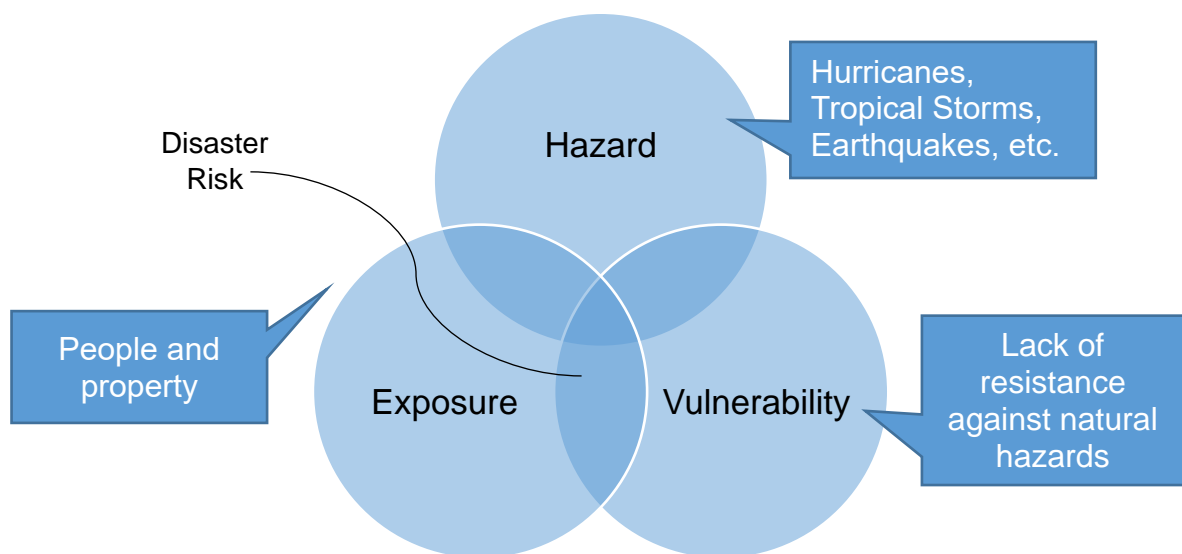 Hurricanes,
Tropical Storms,
Earthquakes, etc.
Disaster
Risk
Hazard
People and
property
Exposure
Vulnerability
Lack of
resistance
against natural
hazards